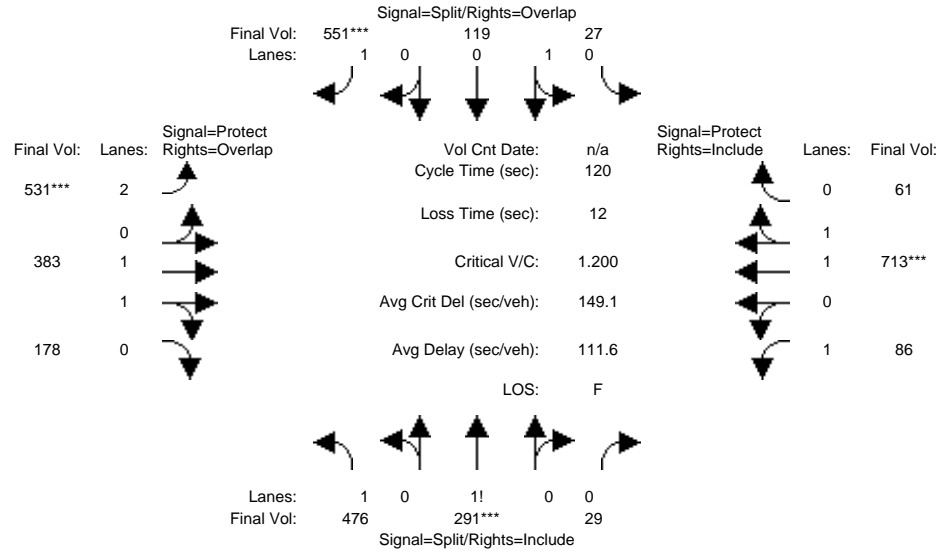 Signal=Split/Rights=Overlap
Final Vol: 551*** 119 27
Lanes: 1 0 0 1 0
Signal=Protect
Final Vol: Lanes: Rights=Overlap
Vol Cnt Date: n/a
Signal=Protect
Rights=Include Lanes: Final Vol:
Cycle Time (sec): 120
531*** 2
0 61
Loss Time (sec): 12
0
1
383 1
Critical V/C: 1.200
1 713***
1
Avg Crit Del (sec/veh): 149.1
0
178 0
Avg Delay (sec/veh): 111.6
1 86
LOS: F
Lanes: 1 0 1! 0 0
Final Vol: 476 291*** 29
Signal=Split/Rights=Include